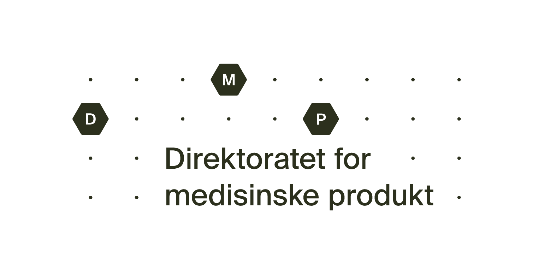 M
D
P
Direktoratet for
medisinske produkt